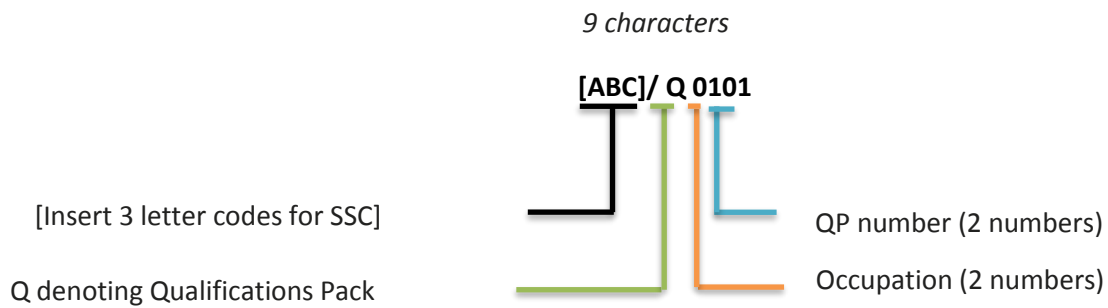 9 characters
[ABC]/ Q 0101
[Insert 3 letter codes for SSC]
QP number (2 numbers)
Q denoting Qualifications Pack
Occupation (2 numbers)